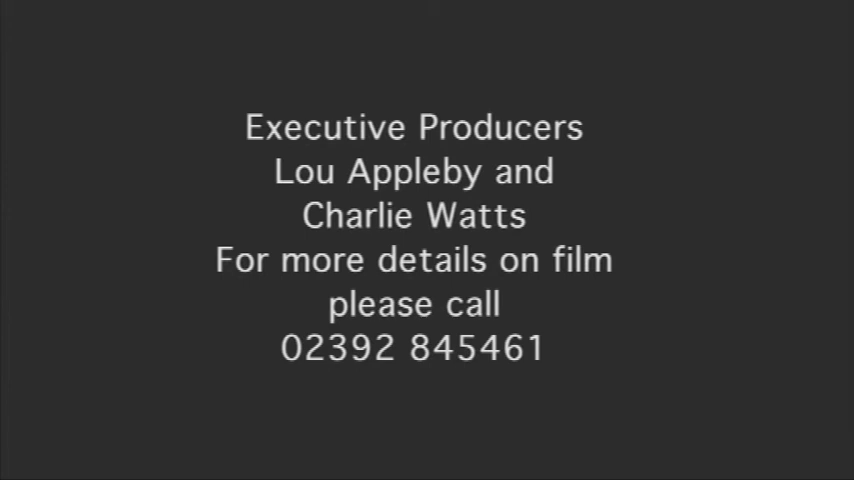 Executive Producers
Lou Appleby and
Charlie Watts
For more details on film
please call
02392 845461